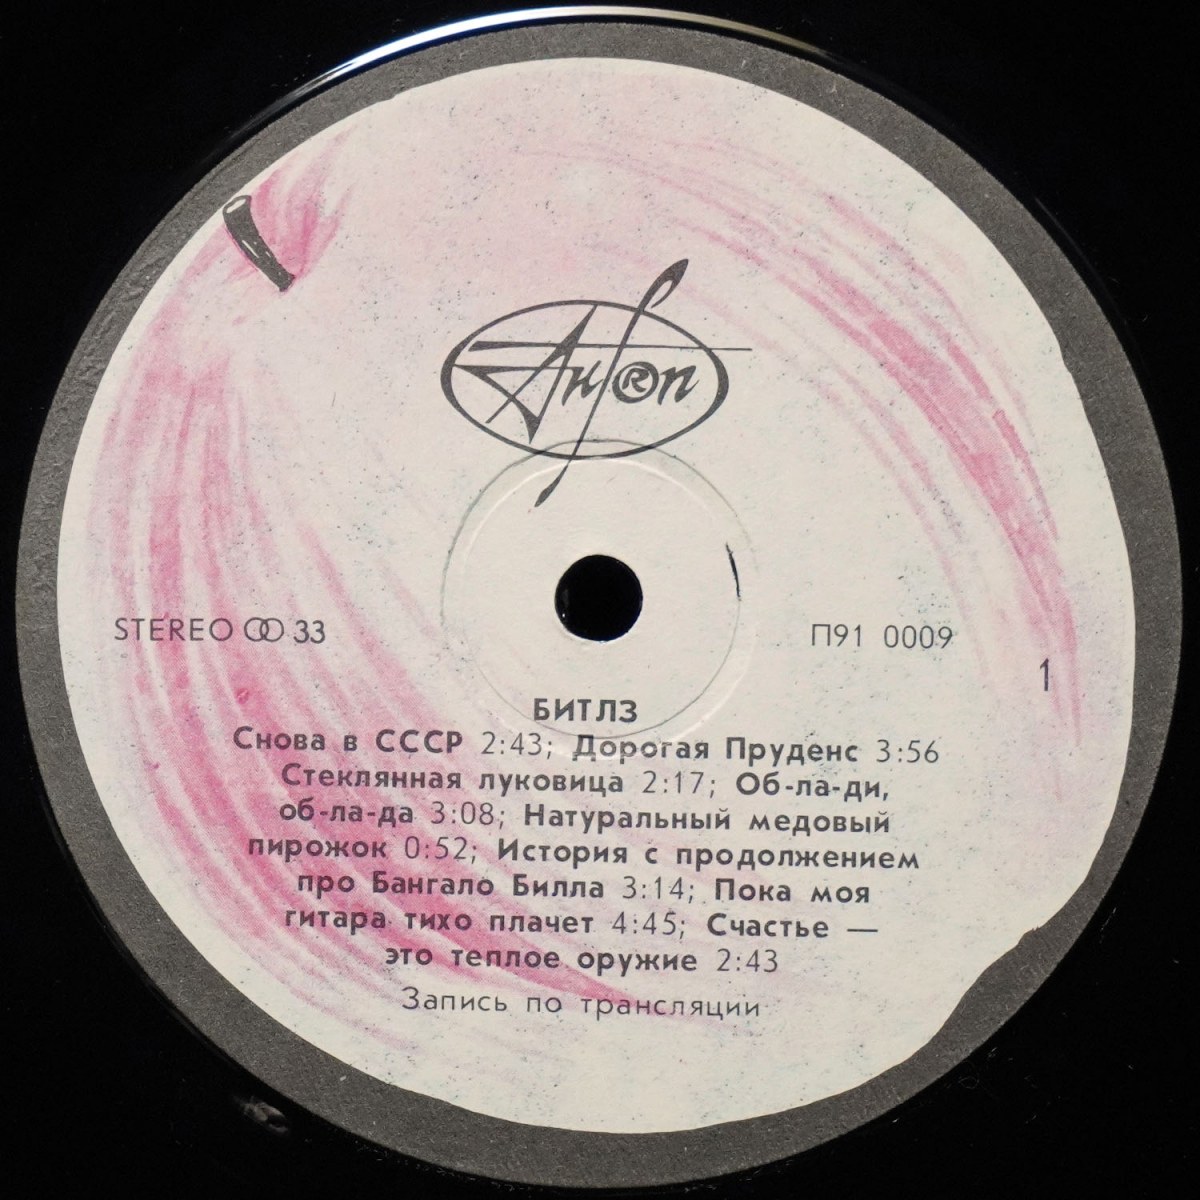 Антроп
®
STEREO 33
П91 0009
1
БИТЛЗ
Снова в СССР 2:43; Дорогая Пруденс 3:56
Стеклянная луковица 2:17; Об-ла-ди,
об-ла-да 3:08; Натуральный медовый
пирожок 0:52; История с продолжением
про Бангало Билла 3:14; Пока моя
гитара тихо плачет 4:45; Счастье —
это теплое оружие 2:43
Запись по трансляции